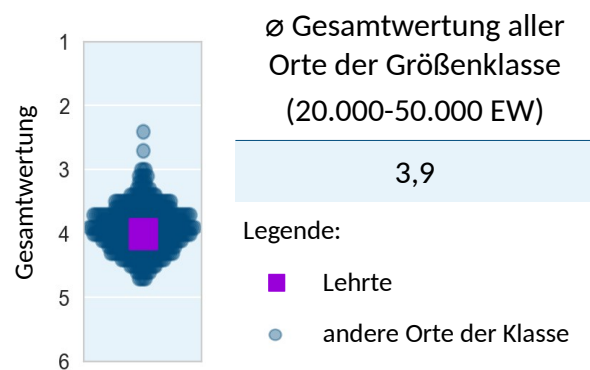 Gesamtwertung
1
2
3
4
5
6
ø Gesamtwertung aller
Orte der Größenklasse
(20.000-50.000 EW)
3,9
Legende:
Lehrte
andere Orte der Klasse